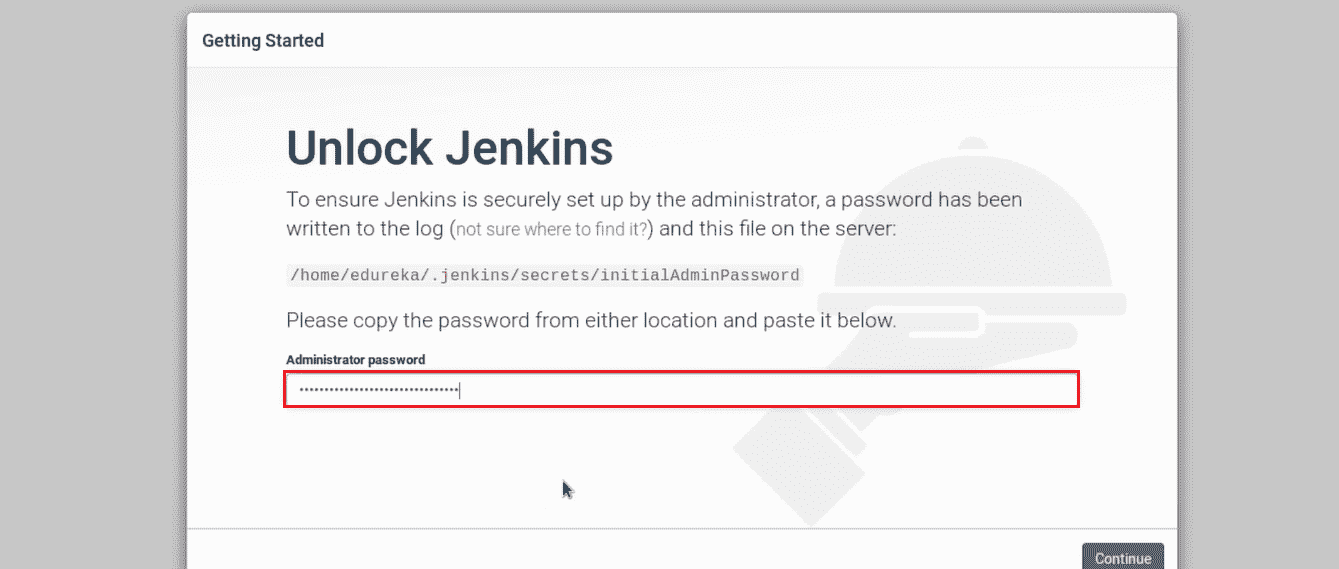 Getting Started
Unlock Jenkins
To ensure Jenkins is securely set up by the administrator, a password has been
written to the log (not sure where to find it?) and this file on the server:
/home/edureka/.jenkins/secrets/initialAdminPassword
Please copy the password from either location and paste it below.
Administrator password
••••••••••••••••••••••••••••••••
Continue